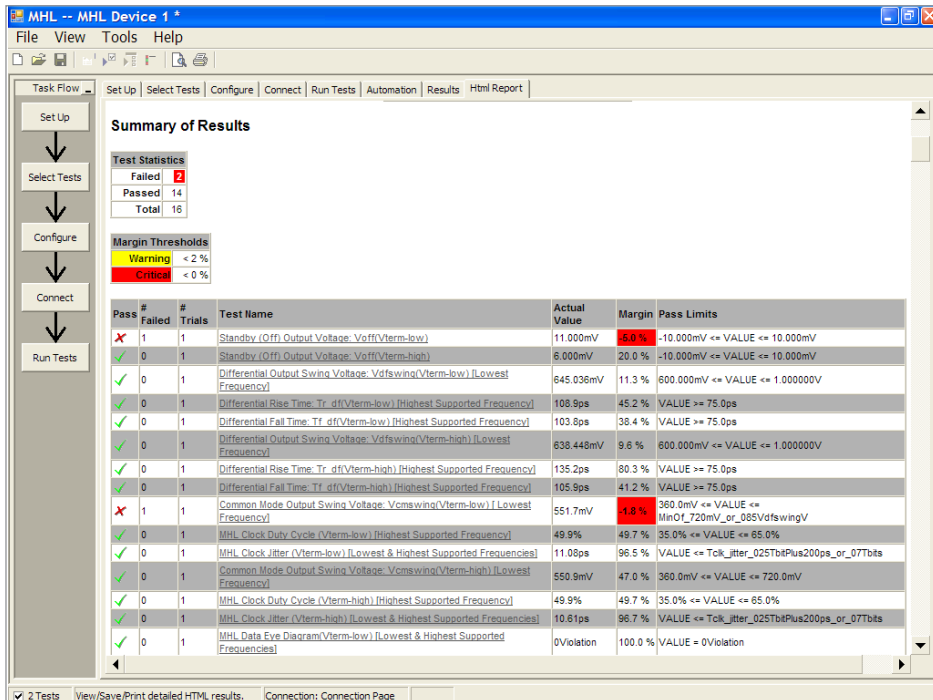 MHL -- MHL Device 1 *
File View Tools Help
Task Flow
Set Up
Select Tests
Configure
Connect
Run Tests
Set Up Select Tests Configure Connect Run Tests Automation Results Html Report
Summary of Results
Test Statistics
Failed 2
Passed 14
Total 16
Margin Thresholds
Warning < 2 %
Critical < 0 %
Pass # Failed # Trials Test Name Actual Value Margin Pass Limits
1 1 Standby (Off) Output Voltage: Voff(Vterm-low) 11.000mV -5.0 % -10.000mV <= VALUE <= 10.000mV
0 1 Standby (Off) Output Voltage: Voff(Vterm-high) 6.000mV 20.0 % -10.000mV <= VALUE <= 10.000mV
0 1 Differential Output Swing Voltage: Vdfswing(Vterm-low) [Lowest Frequency] 645.036mV 11.3 % 600.000mV <= VALUE <= 1.000000V
0 1 Differential Rise Time: Tr_df(Vterm-low) [Highest Supported Frequency] 108.9ps 45.2 % VALUE >= 75.0ps
0 1 Differential Fall Time: Tf_df(Vterm-low) [Highest Supported Frequency] 103.8ps 38.4 % VALUE >= 75.0ps
0 1 Differential Output Swing Voltage: Vdfswing(Vterm-high) [Lowest Frequency] 638.448mV 9.6 % 600.000mV <= VALUE <= 1.000000V
0 1 Differential Rise Time: Tr_df(Vterm-high) [Highest Supported Frequency] 135.2ps 80.3 % VALUE >= 75.0ps
0 1 Differential Fall Time: Tf_df(Vterm-high) [Highest Supported Frequency] 105.9ps 41.2 % VALUE >= 75.0ps
1 1 Common Mode Output Swing Voltage: Vcmswing(Vterm-low) [ Lowest Frequency] 551.7mV -1.8 % 360.0mV <= VALUE <= MinOf_720mV_or_085VdfswingV
0 1 MHL Clock Duty Cycle (Vterm-low) [Highest Supported Frequency] 49.9% 49.7 % 35.0% <= VALUE <= 65.0%
0 1 MHL Clock Jitter (Vterm-low) [Lowest & Highest Supported Frequencies] 11.08ps 96.5 % VALUE <= Tclk_jitter_025TbitPlus200ps_or_07Tbits
0 1 Common Mode Output Swing Voltage: Vcmswing(Vterm-high) [Lowest Frequency] 550.9mV 47.0 % 360.0mV <= VALUE <= 720.0mV
0 1 MHL Clock Duty Cycle (Vterm-high) [Highest Supported Frequency] 49.9% 49.7 % 35.0% <= VALUE <= 65.0%
0 1 MHL Clock Jitter (Vterm-high) [Lowest & Highest Supported Frequencies] 10.61ps 96.7 % VALUE <= Tclk_jitter_025TbitPlus200ps_or_07Tbits
0 1 MHL Data Eye Diagram(Vterm-low) [Lowest & Highest Supported Frequencies] 0Violation 100.0 % VALUE = 0Violation
2 Tests View/Save/Print detailed HTML results. Connection: Connection Page